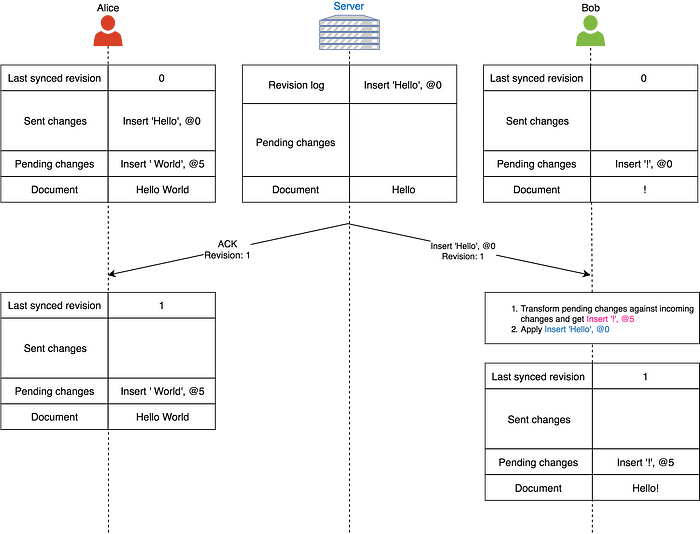 Alice
Server
Bob
Last synced revision 0
Sent changes Insert 'Hello', @0
Pending changes Insert ' World', @5
Document Hello World
Revision log Insert 'Hello', @0
Pending changes
Document Hello
Last synced revision 0
Sent changes
Pending changes Insert '!', @0
Document !
ACK
Revision: 1
Insert 'Hello', @0
Revision: 1
Last synced revision 1
Sent changes
Pending changes Insert ' World', @5
Document Hello World
1. Transform pending changes against incoming
changes and get Insert '!', @5
2. Apply Insert 'Hello', @0
Last synced revision 1
Sent changes
Pending changes Insert '!', @5
Document Hello!